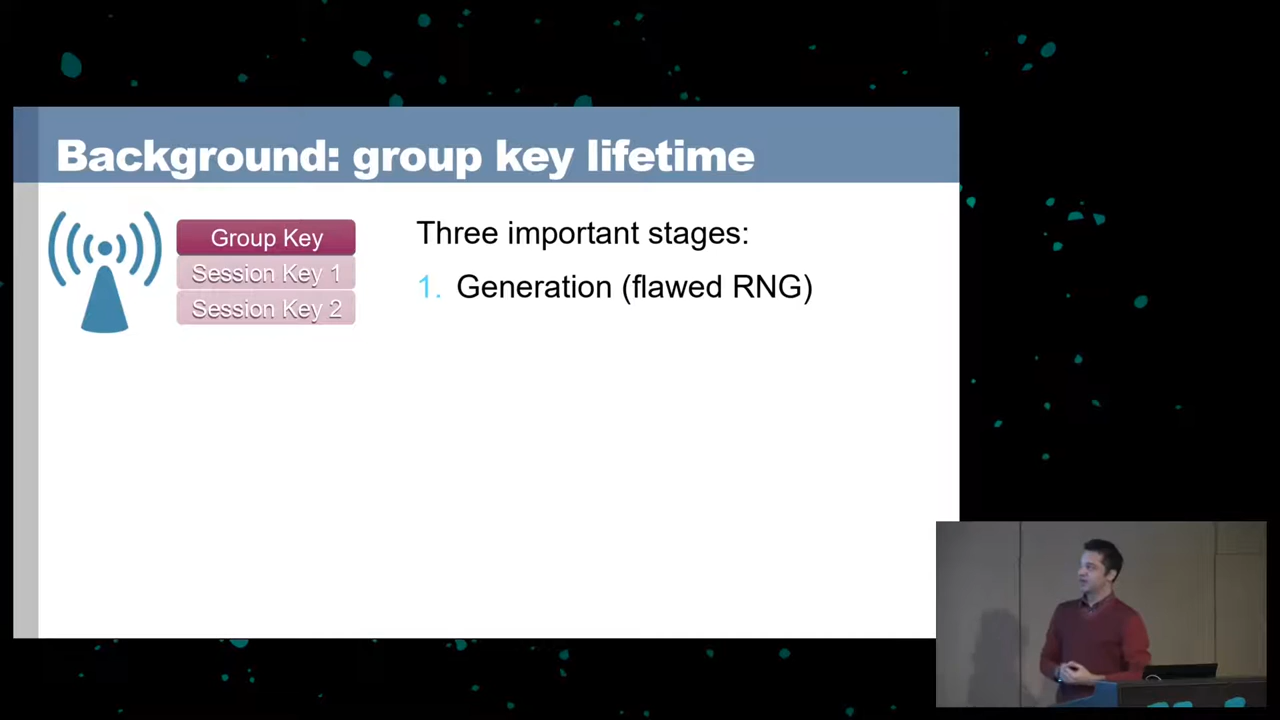 Background: group key lifetime
Group Key
Session Key 1
Session Key 2
Three important stages:
1. Generation (flawed RNG)